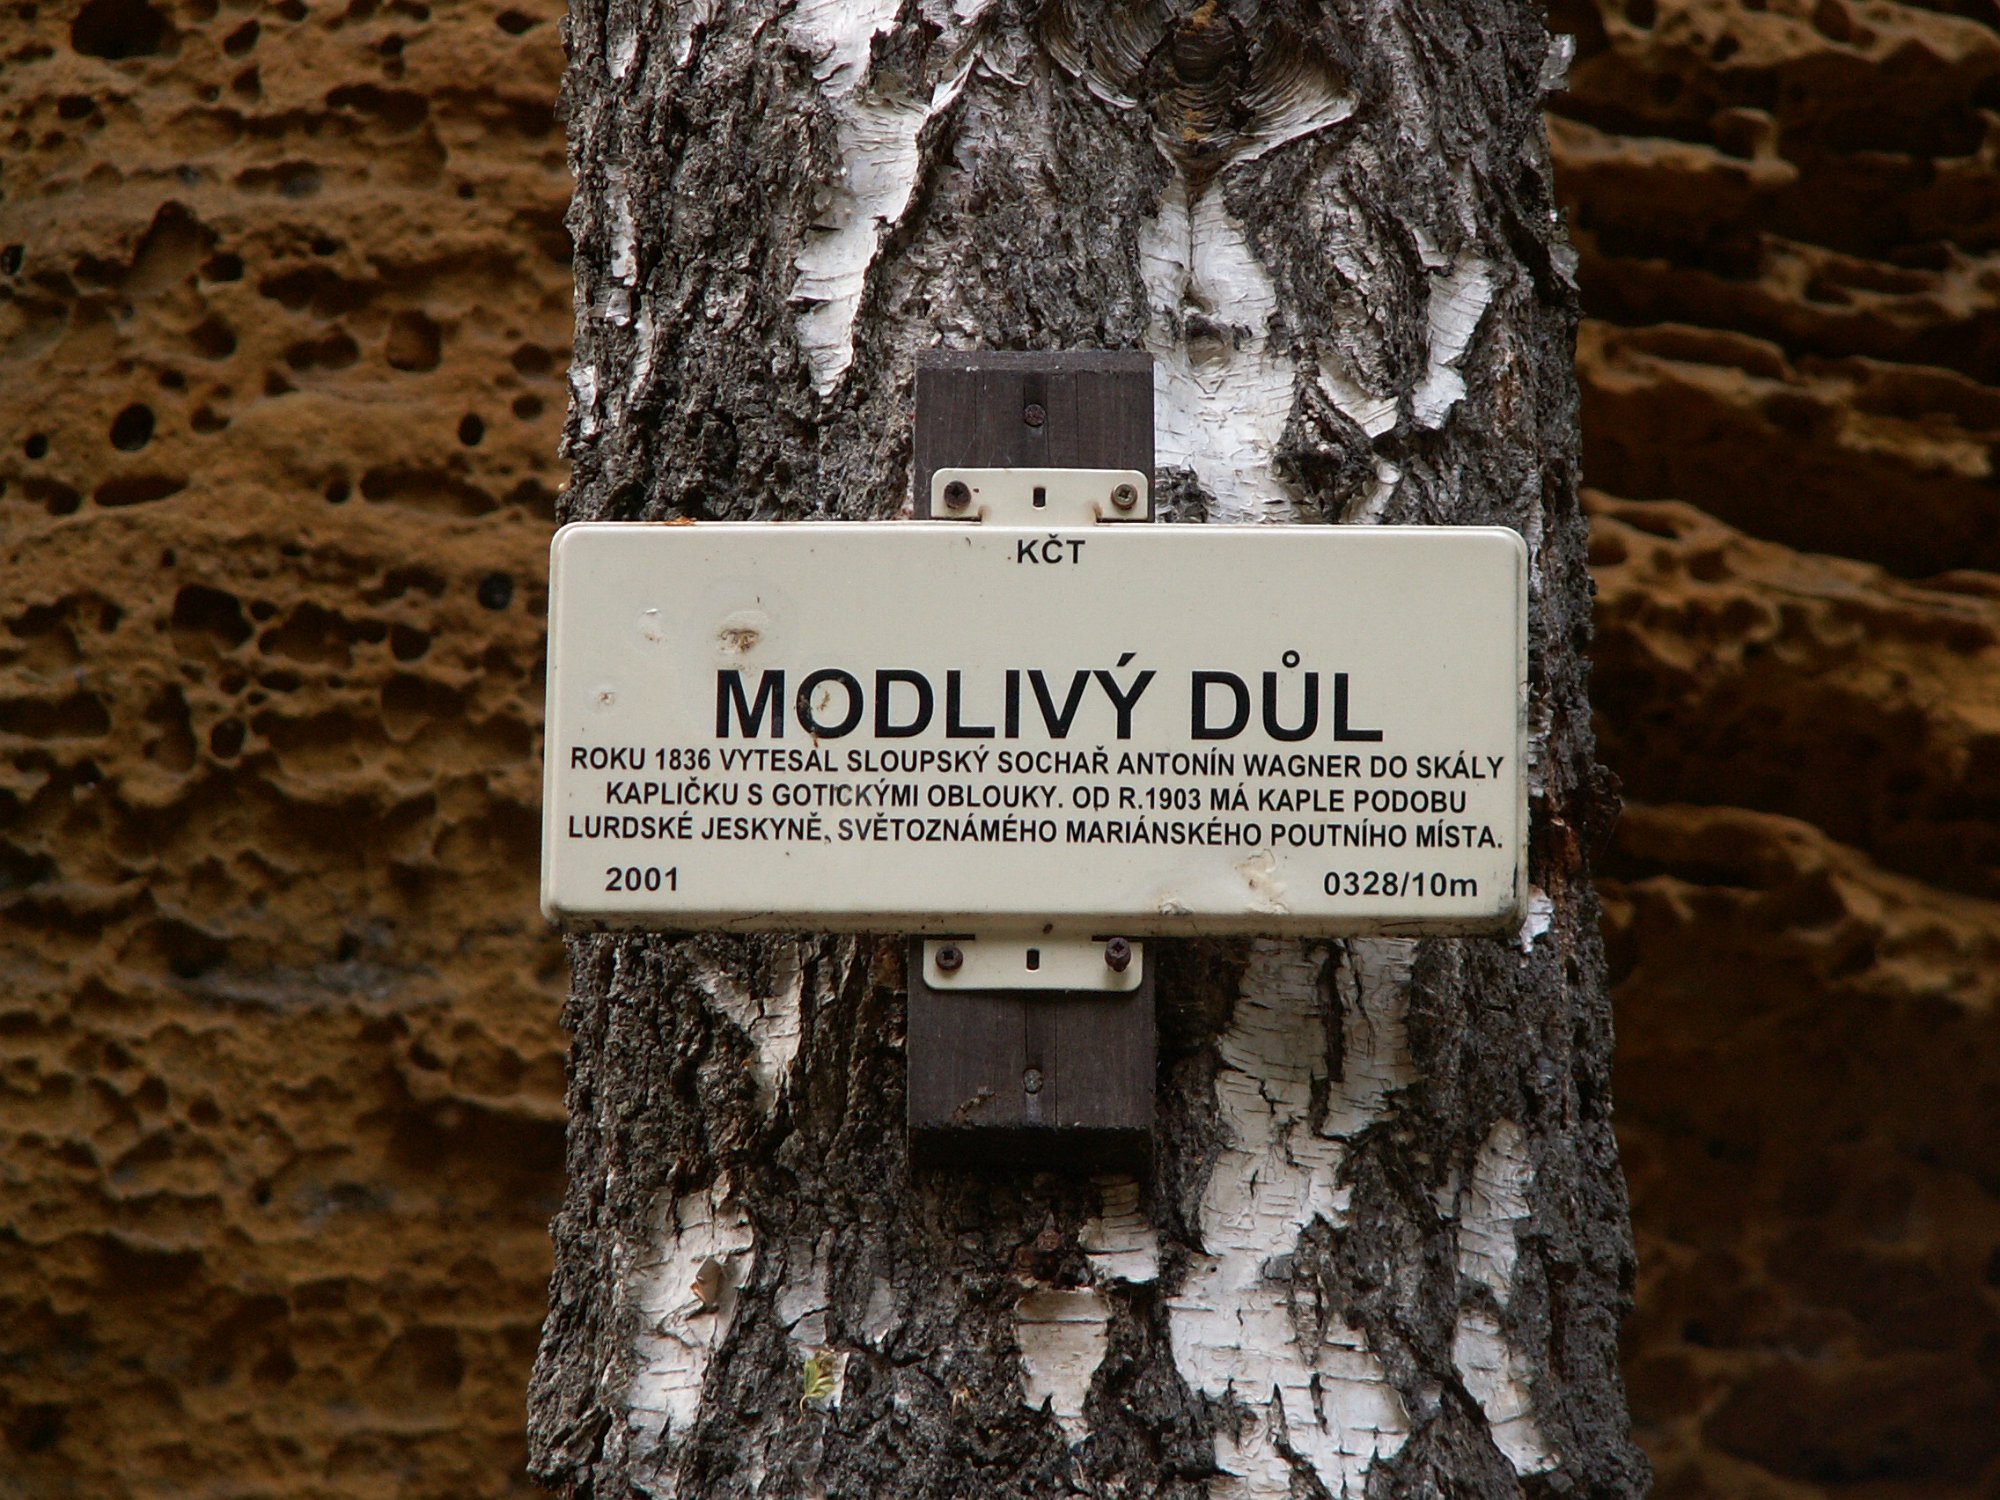 KČT
MODLIVÝ DŮL
ROKU 1836 VYTESAL SLOUPSKÝ SOCHAŘ ANTONÍN WAGNER DO SKÁLY
KAPLIČKU S GOTICKÝMI OBLOUKY. OD R.1903 MÁ KAPLE PODOBU
LURDSKÉ JESKYNĚ, SVĚTOZNÁMÉHO MARIÁNSKÉHO POUTNÍHO MÍSTA.
2001 0328/10m